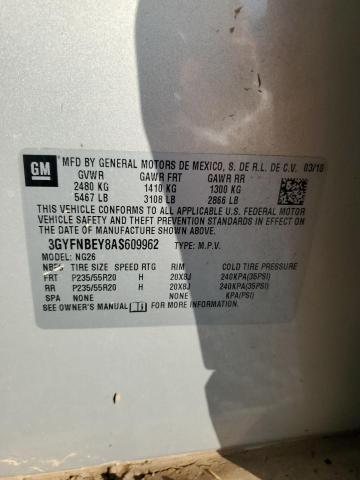 GM
MFD BY GENERAL MOTORS DE MEXICO, S. DE R.L. DE C.V. 03/10
GVWR GAWR FRT GAWR RR
2480 KG 1410 KG 1300 KG
5467 LB 3108 LB 2866 LB
THIS VEHICLE CONFORMS TO ALL APPLICABLE U.S. FEDERAL MOTOR
VEHICLE SAFETY AND THEFT PREVENTION STANDARDS IN EFFECT ON
THE DATE OF MANUFACTURE SHOWN ABOVE.
3GYFNBEY8AS609962 TYPE: M.P.V.
MODEL: NG26
TIRE SIZE SPEED RTG RIM COLD TIRE PRESSURE
FRT P235/55R20 H 20X8J 240KPA(35PSI)
RR P235/55R20 H 20X8J 240KPA(35PSI)
SPA NONE NONE KPA(PSI)
SEE OWNER'S MANUAL FOR MORE INFORMATION.